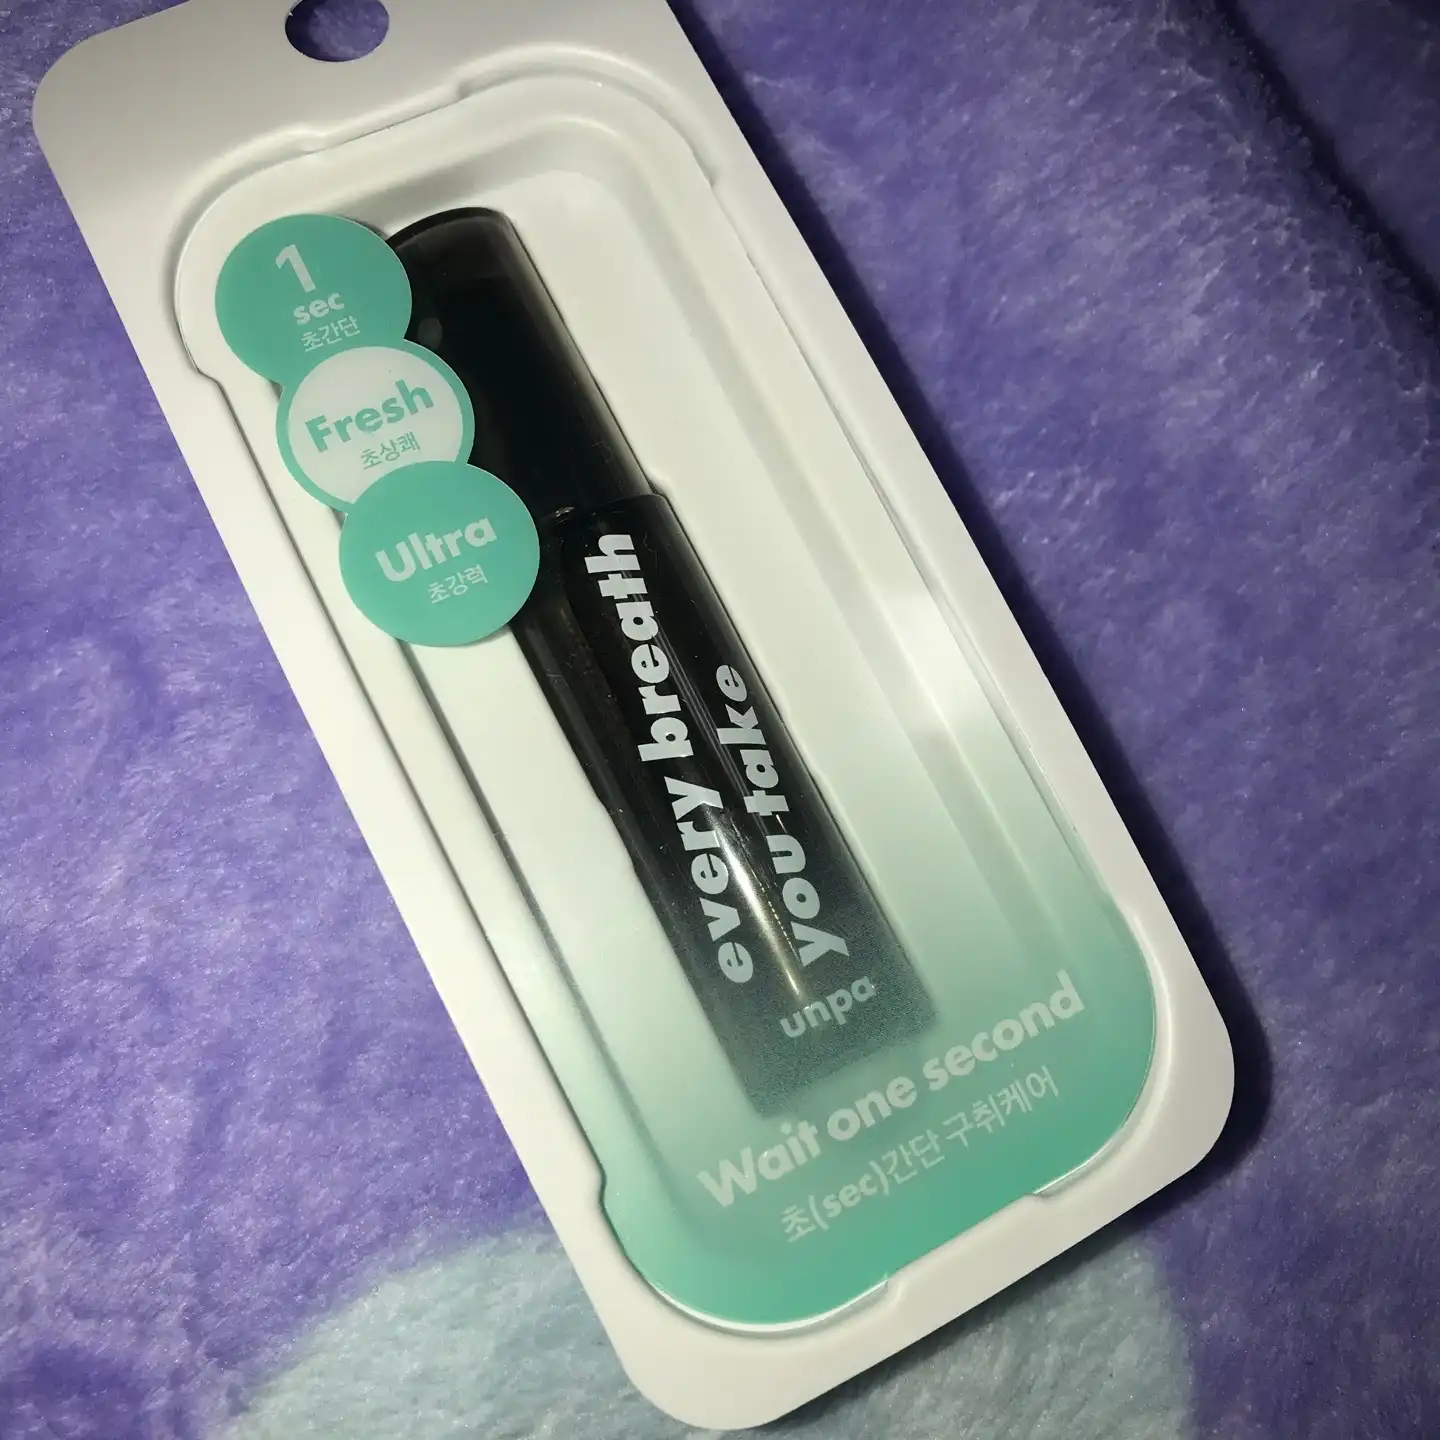 1
sec
초간단
Fresh
초상쾌
Ultra
초강력
every breath
you take
unpa
Wait one second
초(sec)간단 구취케어